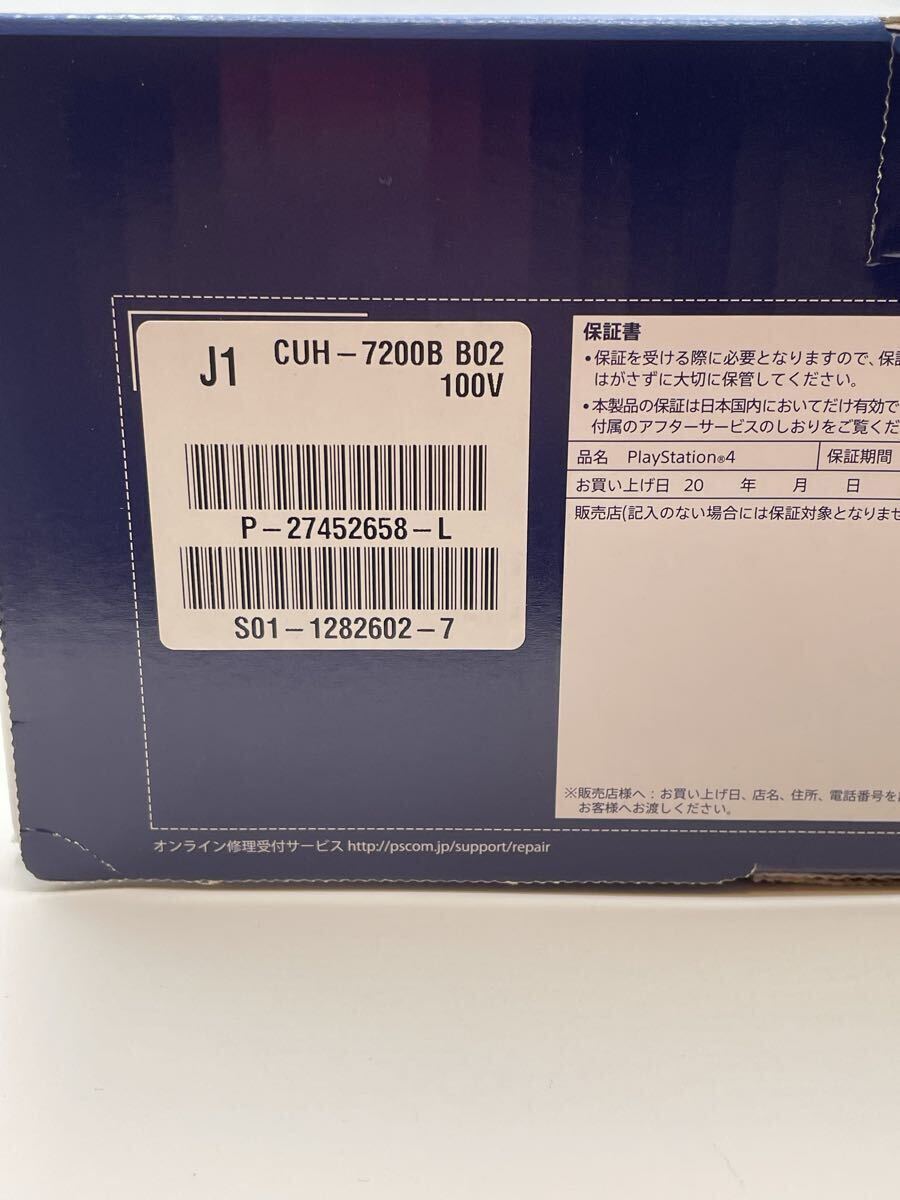 J1 CUH-7200B B02
100V
P-27452658-L
S01-1282602-7
保証書
•保証を受ける際に必要となりますので、保証
はがさずに大切に保管してください。
•本製品の保証は日本国内においてだけ有効で
付属のアフターサービスのしおりをご覧くだ
品名 PlayStation®4 保証期間
お買い上げ日 20 年 月 日
販売店(記入のない場合には保証対象となりませ
※販売店様へ：お買い上げ日、店名、住所、電話番号を
お客様へお渡しください。
オンライン修理受付サービス http://pscom.jp/support/repair